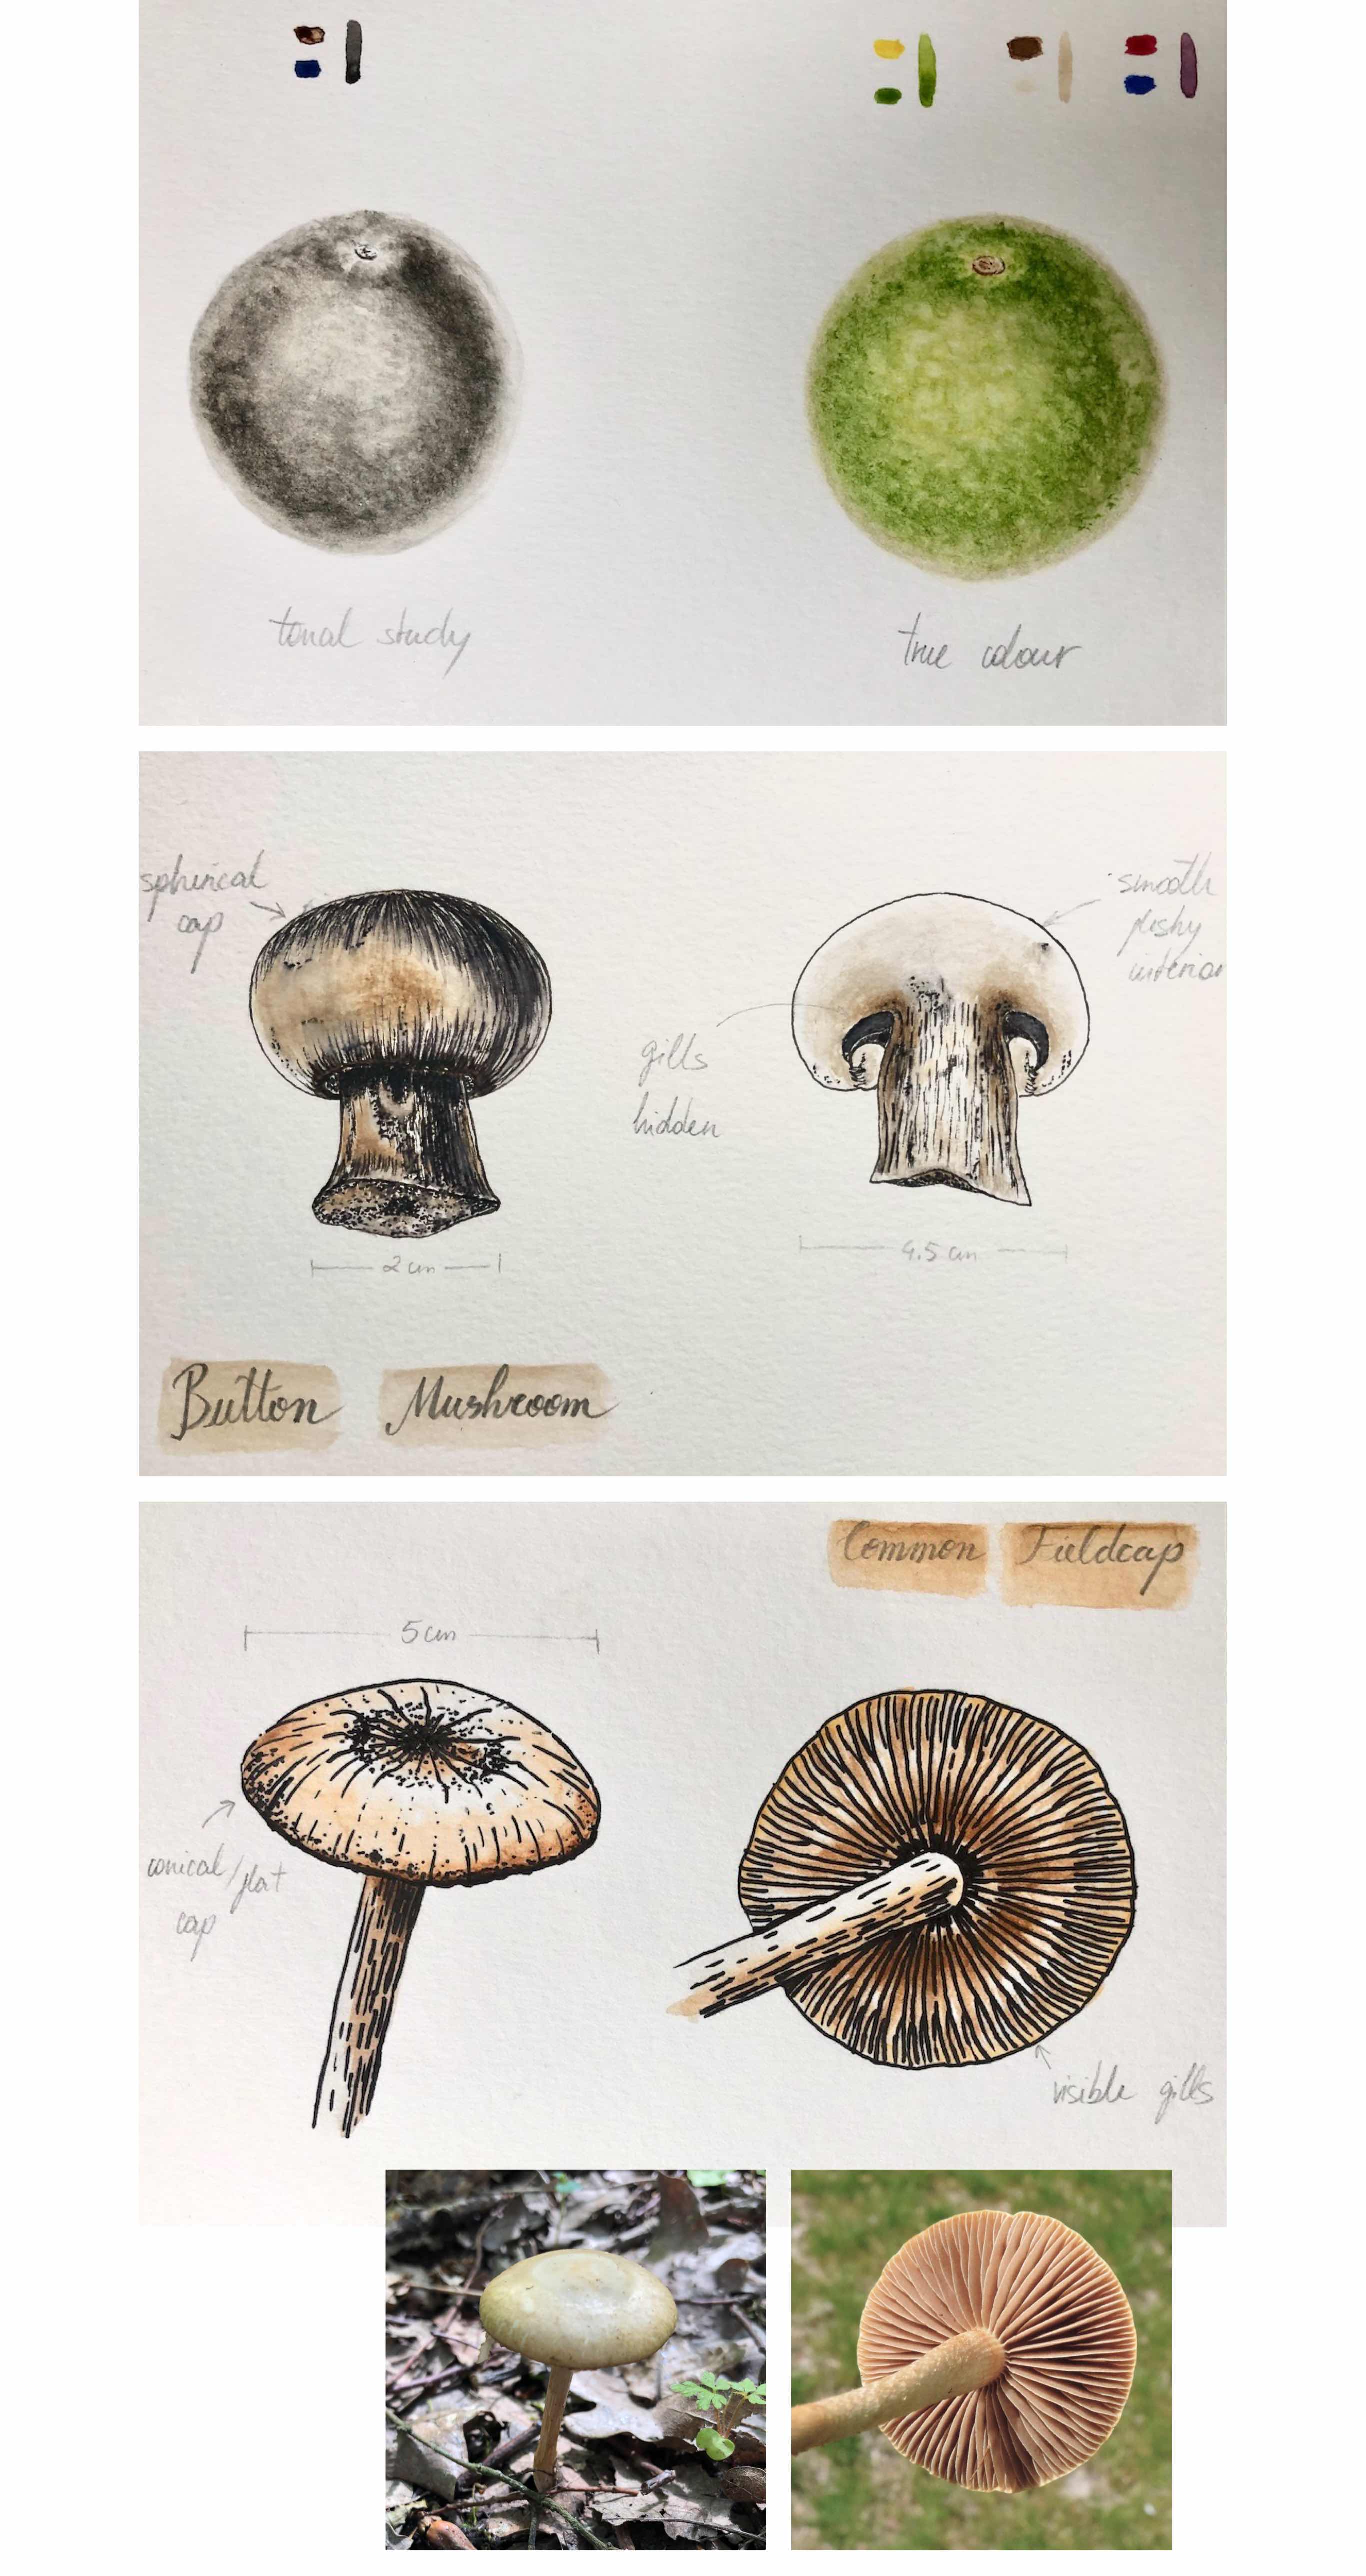 tonal study
true colour
spherical
cap
smooth
fleshy
interior
gills
hidden
2 cm
4.5 cm
Button Mushroom
Common Fieldcap
5 cm
conical/flat
cap
visible gills